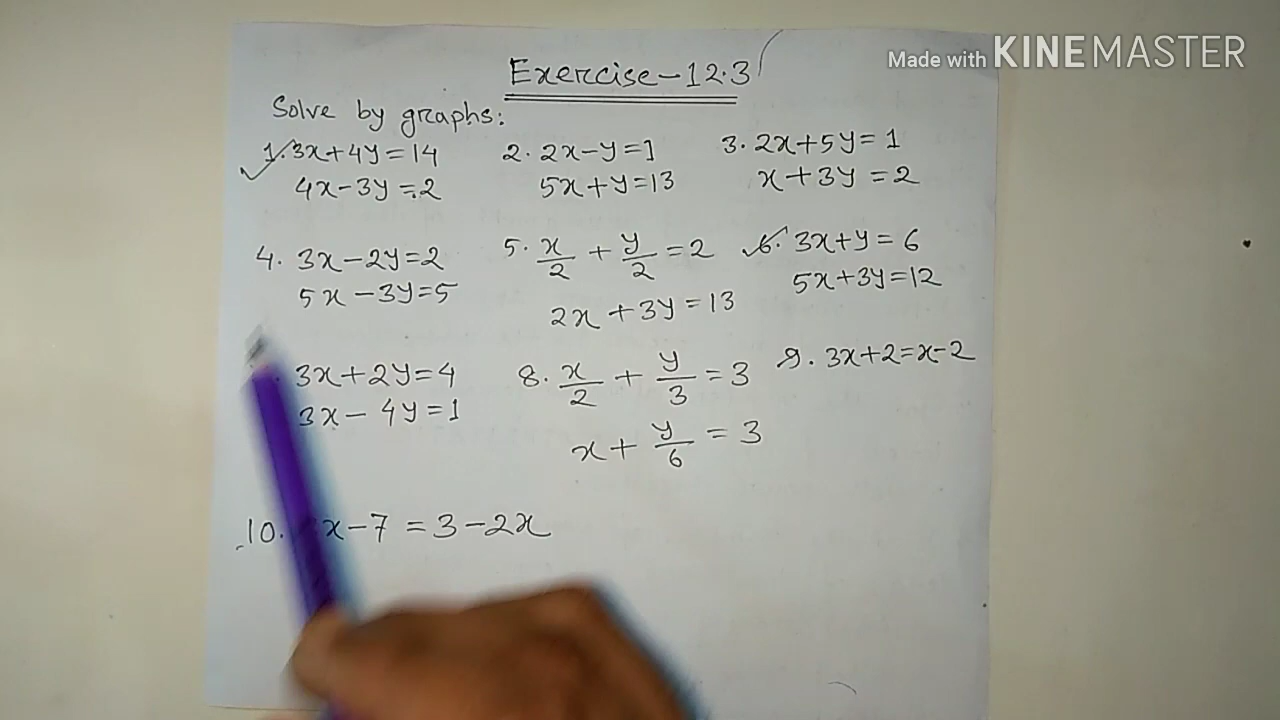 Made with KINEMASTER
Exercise-12.3
Solve by graphs:
1. 3x+4y=14
4x-3y=2
2. 2x-y=1
5x+y=13
3. 2x+5y=1
x+3y=2
4. 3x-2y=2
5x-3y=5
5. x/2 + y/2 = 2
2x+3y=13
6. 3x+y=6
5x+3y=12
3x+2y=4
3x-4y=1
8. x/2 + y/3 = 3
x + y/6 = 3
9. 3x+2=x-2
10. x-7=3-2x